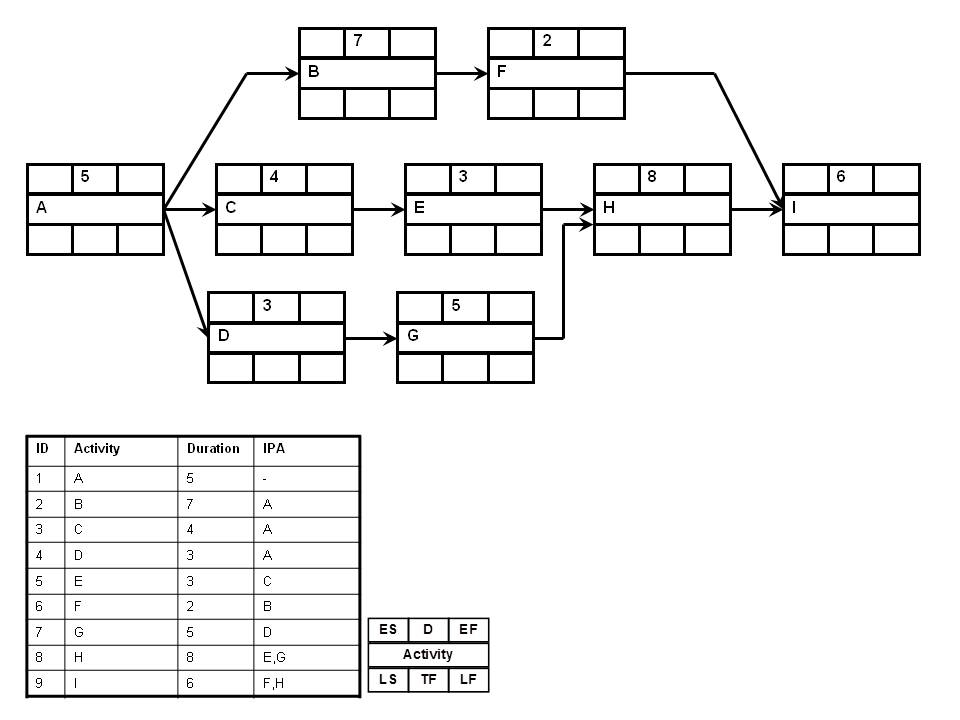 7
B
2
F
5
A
4
C
3
E
8
H
6
I
3
D
5
G
ID Activity Duration IPA
1 A 5 -
2 B 7 A
3 C 4 A
4 D 3 A
5 E 3 C
6 F 2 B
7 G 5 D
8 H 8 E,G
9 I 6 F,H
ES D EF
Activity
LS TF LF